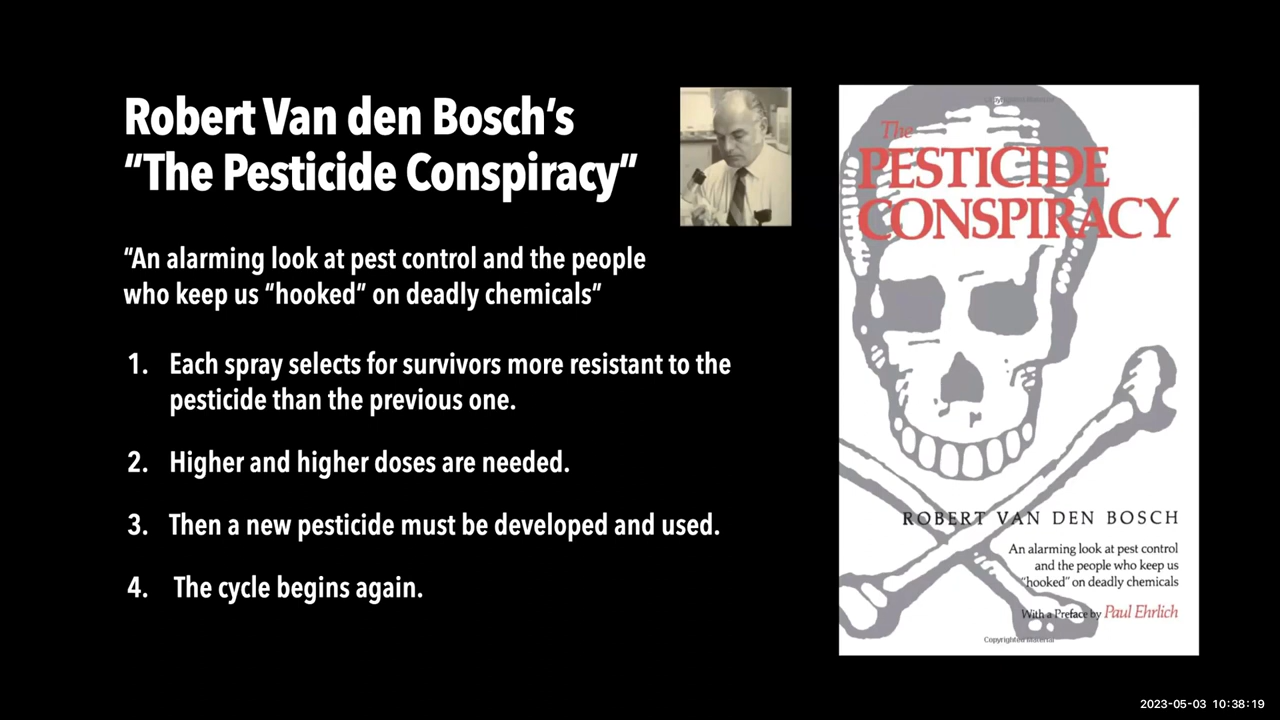 Robert Van den Bosch's
"The Pesticide Conspiracy"
"An alarming look at pest control and the people
who keep us "hooked" on deadly chemicals"
1. Each spray selects for survivors more resistant to the
pesticide than the previous one.
2. Higher and higher doses are needed.
3. Then a new pesticide must be developed and used.
4. The cycle begins again.
The
PESTICIDE
CONSPIRACY
ROBERT VAN DEN BOSCH
An alarming look at pest control
and the people who keep us
"hooked" on deadly chemicals
With a Preface by Paul Ehrlich
Copyrighted Material
2023-05-03 10:38:19